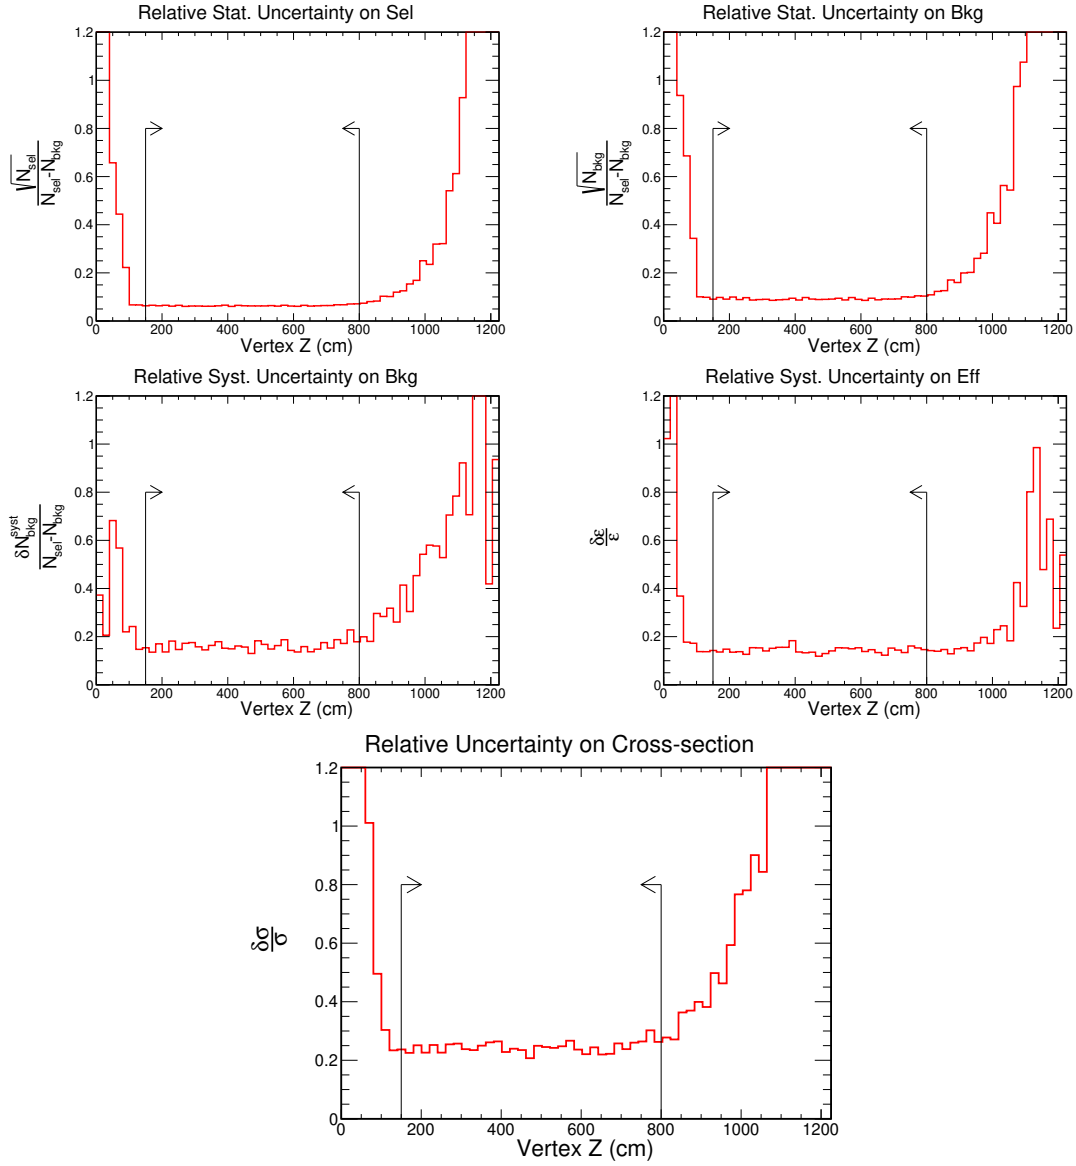 Relative Stat. Uncertainty on Sel
1.2
1
0.8
0.6
0.4
0.2
0
√N_sel
N_sel-N_bkg
0 200 400 600 800 1000 1200
Vertex Z (cm)
Relative Stat. Uncertainty on Bkg
1.2
1
0.8
0.6
0.4
0.2
0
√N_bkg
N_sel-N_bkg
0 200 400 600 800 1000 1200
Vertex Z (cm)
Relative Syst. Uncertainty on Bkg
1.2
1
0.8
0.6
0.4
0.2
0
δN_bkg^syst
N_sel-N_bkg
0 200 400 600 800 1000 1200
Vertex Z (cm)
Relative Syst. Uncertainty on Eff
1.2
1
0.8
0.6
0.4
0.2
0
δε
ε
0 200 400 600 800 1000 1200
Vertex Z (cm)
Relative Uncertainty on Cross-section
1.2
1
0.8
0.6
0.4
0.2
0
δσ
σ
0 200 400 600 800 1000 1200
Vertex Z (cm)